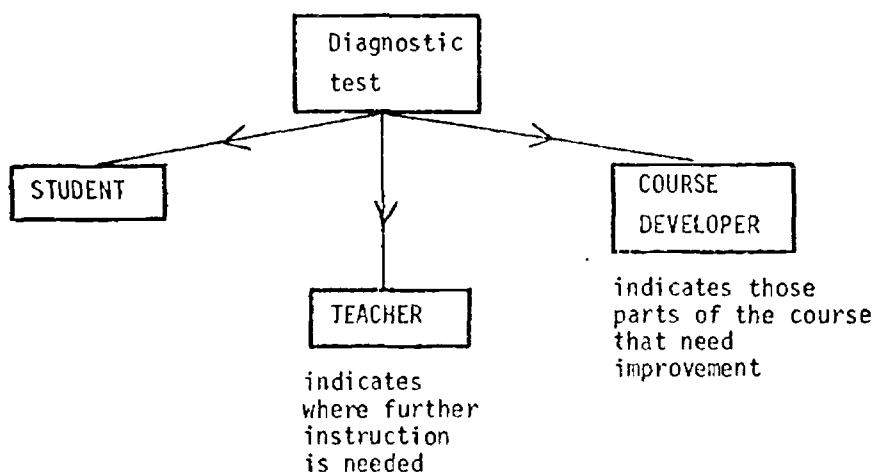 Diagnostic
test
STUDENT
TEACHER
indicates
where further
instruction
is needed
COURSE
DEVELOPER
indicates those
parts of the course
that need
improvement